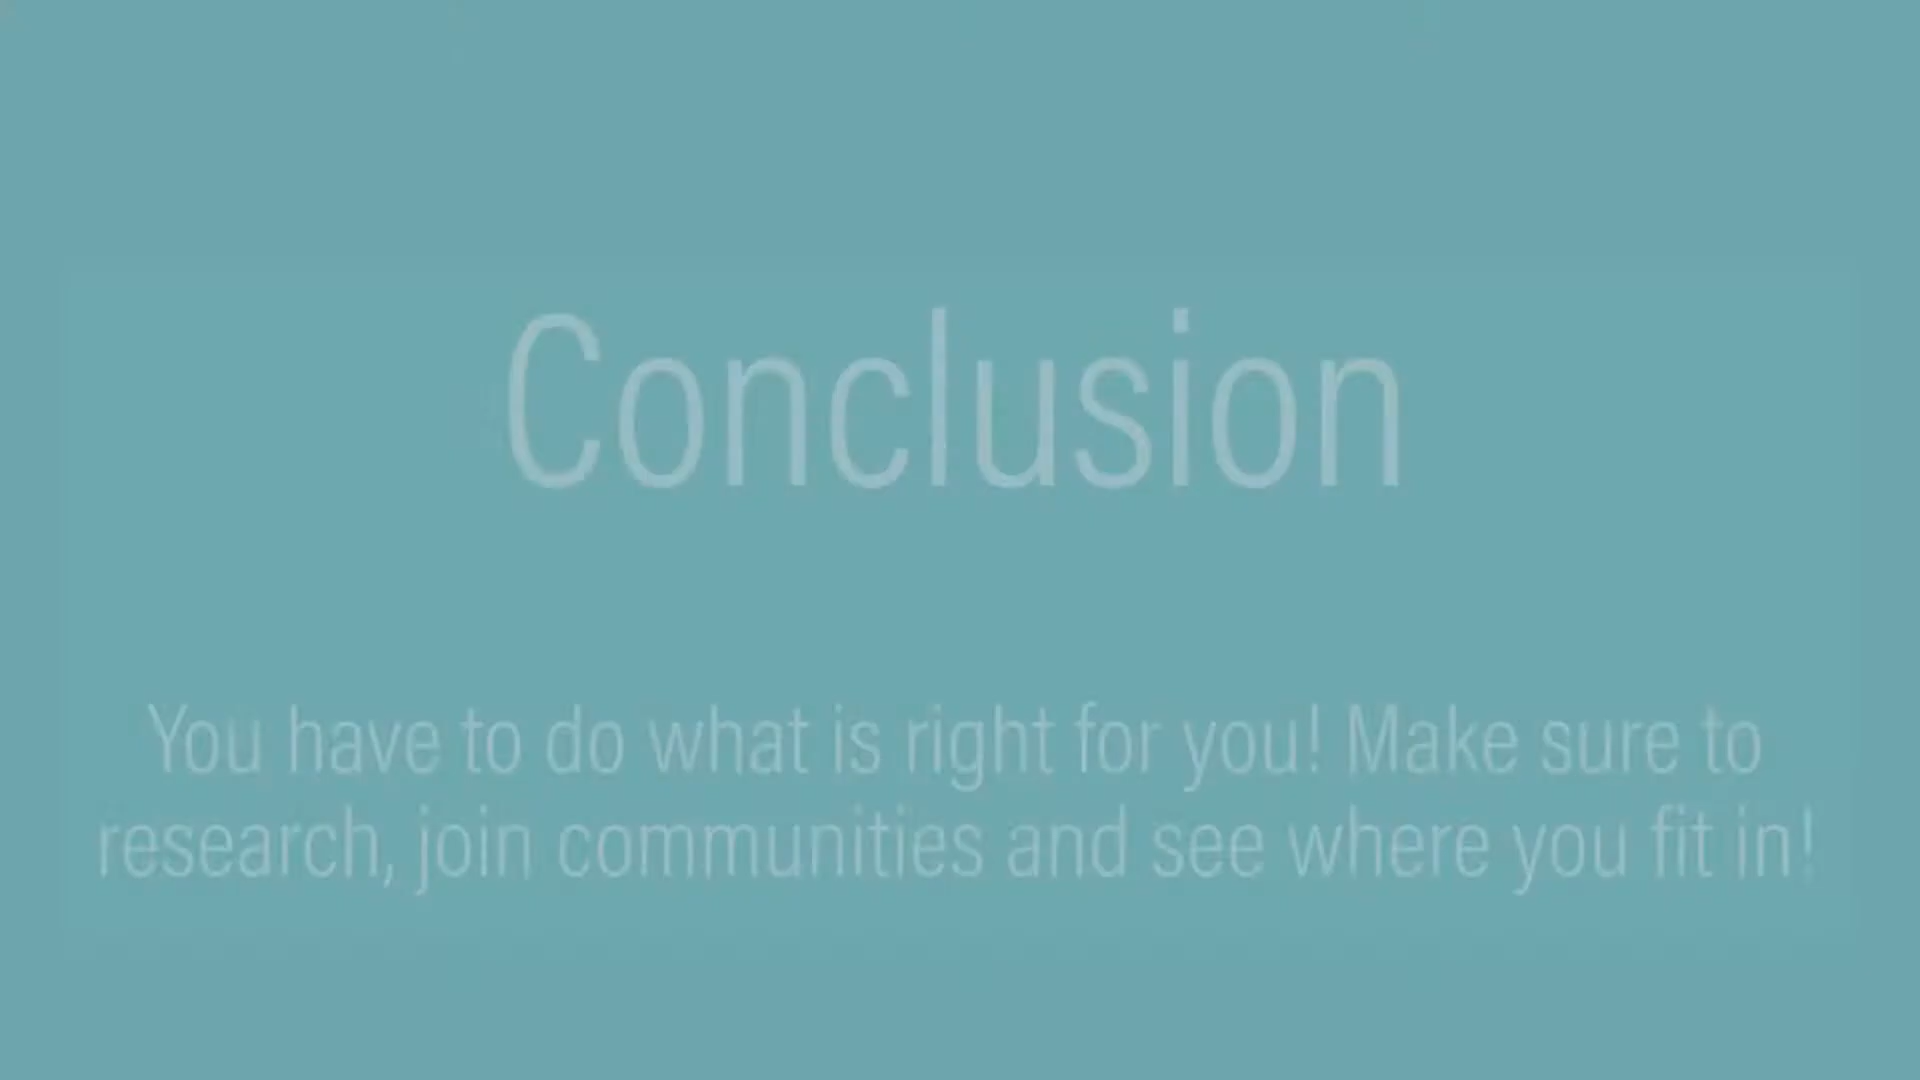 Conclusion
You have to do what is right for you! Make sure to
research, join communities and see where you fit in!